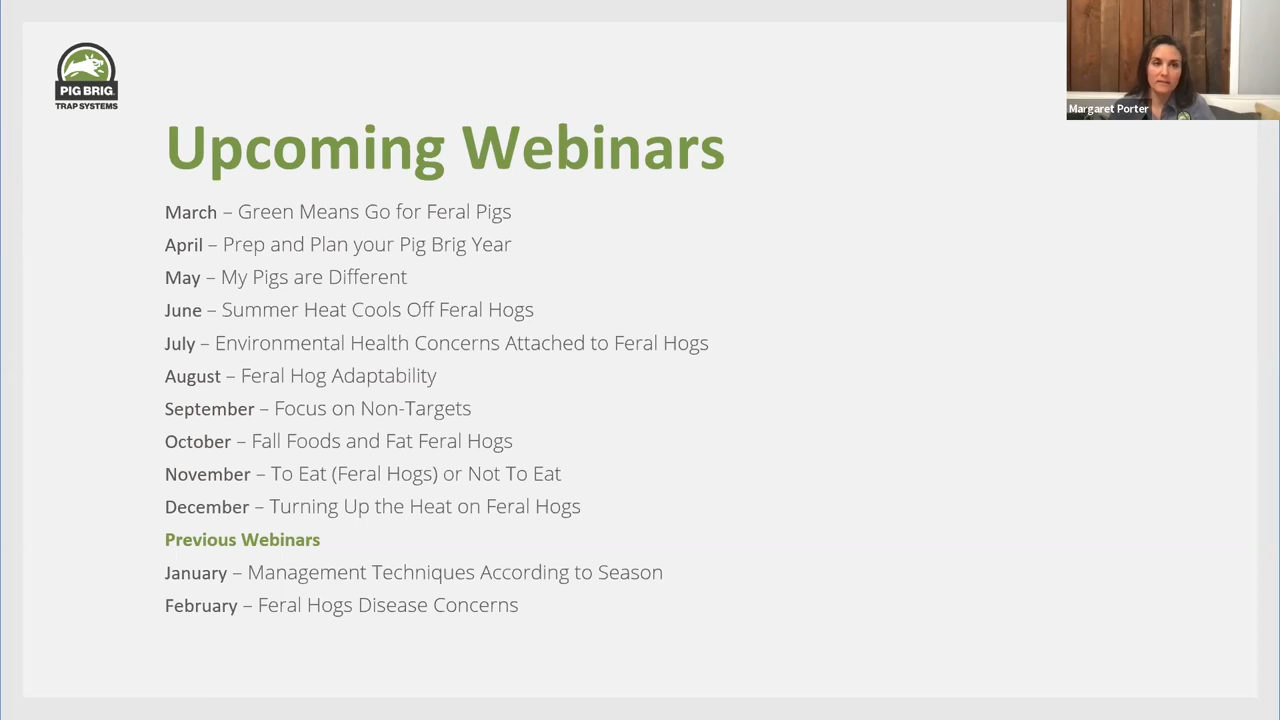 PIG BRIG.
TRAP SYSTEMS
Margaret Porter
Upcoming Webinars
March – Green Means Go for Feral Pigs
April – Prep and Plan your Pig Brig Year
May – My Pigs are Different
June – Summer Heat Cools Off Feral Hogs
July – Environmental Health Concerns Attached to Feral Hogs
August – Feral Hog Adaptability
September – Focus on Non-Targets
October – Fall Foods and Fat Feral Hogs
November – To Eat (Feral Hogs) or Not To Eat
December – Turning Up the Heat on Feral Hogs
Previous Webinars
January – Management Techniques According to Season
February – Feral Hogs Disease Concerns